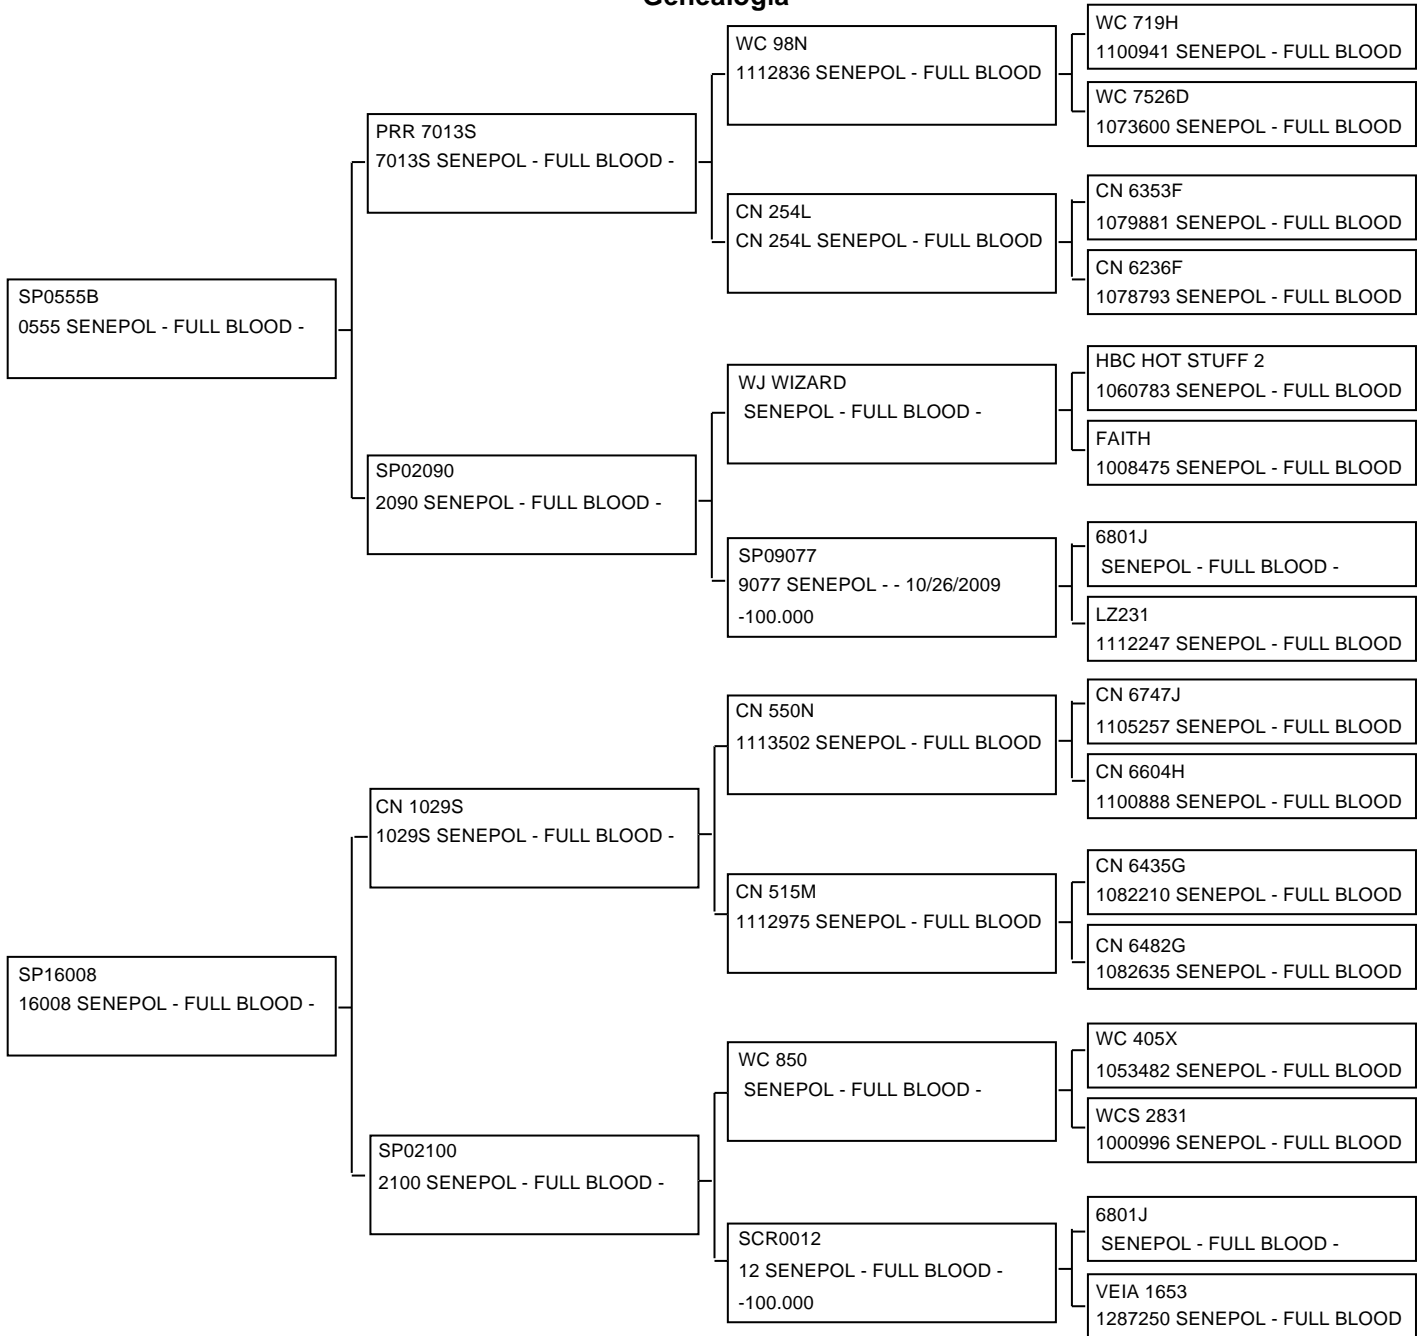 Genealogia
SP0555B
0555 SENEPOL - FULL BLOOD -
PRR 7013S
7013S SENEPOL - FULL BLOOD -
WC 98N
1112836 SENEPOL - FULL BLOOD
WC 719H
1100941 SENEPOL - FULL BLOOD
WC 7526D
1073600 SENEPOL - FULL BLOOD
CN 254L
CN 254L SENEPOL - FULL BLOOD
CN 6353F
1079881 SENEPOL - FULL BLOOD
CN 6236F
1078793 SENEPOL - FULL BLOOD
SP02090
2090 SENEPOL - FULL BLOOD -
WJ WIZARD
SENEPOL - FULL BLOOD -
HBC HOT STUFF 2
1060783 SENEPOL - FULL BLOOD
FAITH
1008475 SENEPOL - FULL BLOOD
SP09077
9077 SENEPOL - - 10/26/2009
-100.000
6801J
SENEPOL - FULL BLOOD -
LZ231
1112247 SENEPOL - FULL BLOOD
SP16008
16008 SENEPOL - FULL BLOOD -
CN 1029S
1029S SENEPOL - FULL BLOOD -
CN 550N
1113502 SENEPOL - FULL BLOOD
CN 6747J
1105257 SENEPOL - FULL BLOOD
CN 6604H
1100888 SENEPOL - FULL BLOOD
CN 515M
1112975 SENEPOL - FULL BLOOD
CN 6435G
1082210 SENEPOL - FULL BLOOD
CN 6482G
1082635 SENEPOL - FULL BLOOD
SP02100
2100 SENEPOL - FULL BLOOD -
WC 850
SENEPOL - FULL BLOOD -
WC 405X
1053482 SENEPOL - FULL BLOOD
WCS 2831
1000996 SENEPOL - FULL BLOOD
SCR0012
12 SENEPOL - FULL BLOOD -
-100.000
6801J
SENEPOL - FULL BLOOD -
VEIA 1653
1287250 SENEPOL - FULL BLOOD